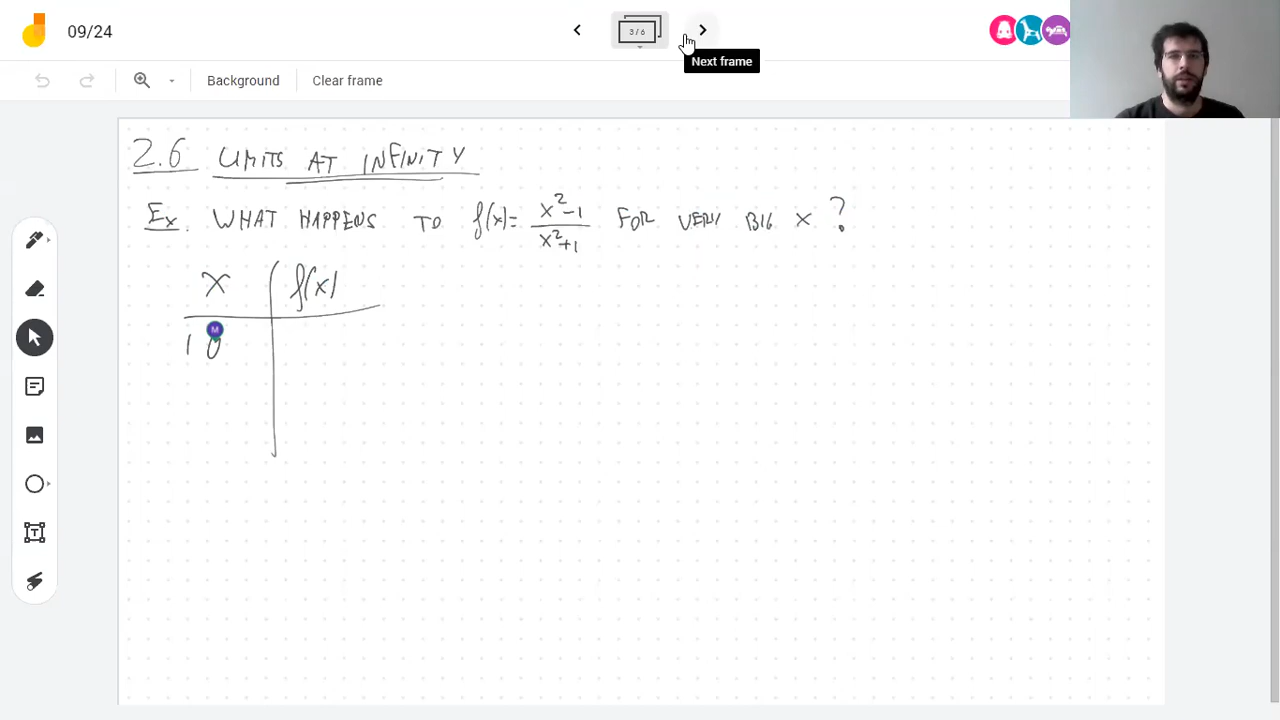 09/24
3 / 6
Next frame
Background
Clear frame
2.6 LIMITS AT INFINITY
Ex. WHAT HAPPENS TO f(x)= x²-1 / x²+1 FOR VERY BIG x ?
x f(x)
10
M